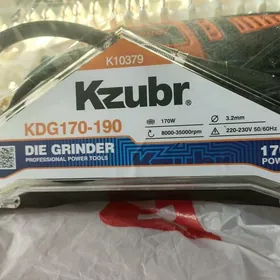 K10379
Kzubr®
KDG170-190
170W
3.2mm
8000-35000rpm
220-230V 50/60Hz
DIE GRINDER
PROFESSIONAL POWER TOOLS
POW